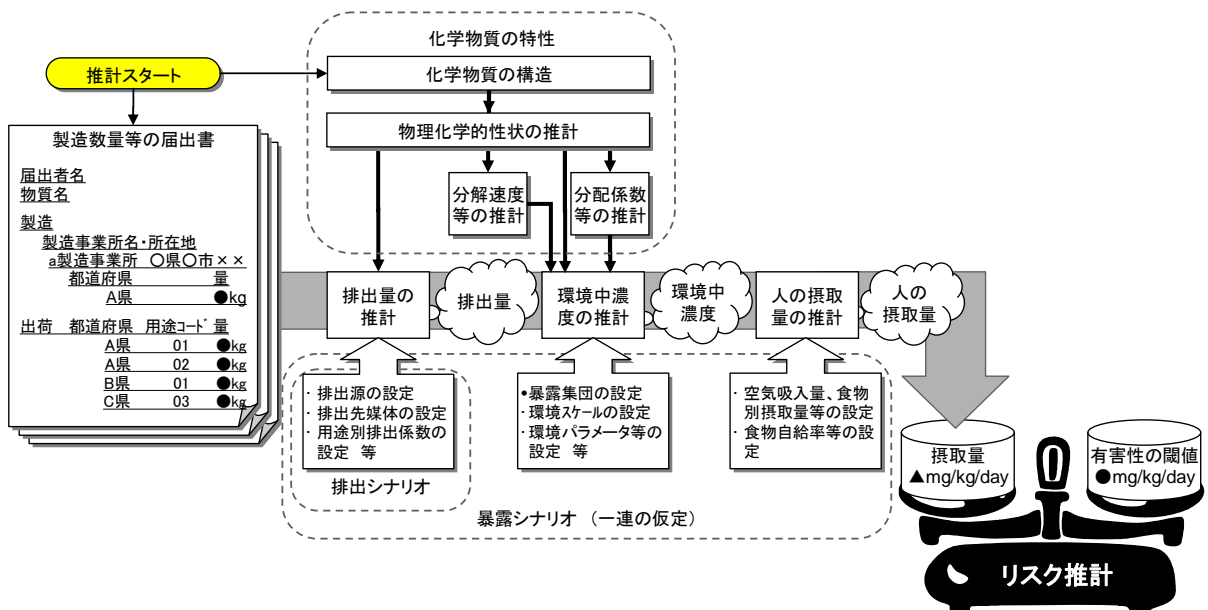 化学物質の特性
推計スタート
化学物質の構造
物理化学的性状の推計
分解速度
等の推計
分配係数
等の推計
製造数量等の届出書
届出者名
物質名
製造
製造事業所名・所在地
a製造事業所 〇県〇市××
都道府県 量
A県 ●kg
出荷 都道府県 用途コード 量
A県 01 ●kg
A県 02 ●kg
B県 01 ●kg
C県 03 ●kg
排出量の
推計
排出量
環境中濃
度の推計
環境中
濃度
人の摂取
量の推計
人の
摂取量
・排出源の設定
・排出先媒体の設定
・用途別排出係数の
設定 等
排出シナリオ
•暴露集団の設定
・環境スケールの設定
・環境パラメータ等の
設定 等
・空気吸入量、食物
別摂取量等の設定
・食物自給率等の設
定
暴露シナリオ (一連の仮定)
摂取量
▲mg/kg/day
有害性の閾値
●mg/kg/day
リスク推計